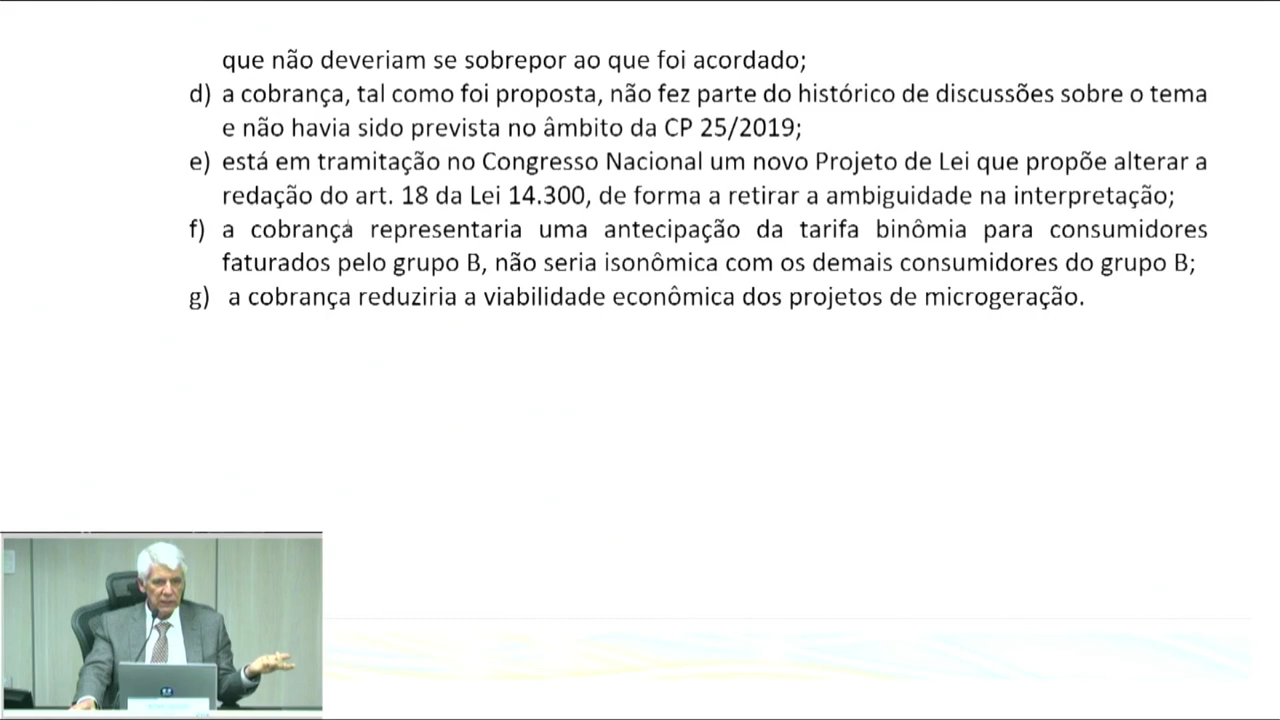 que não deveriam se sobrepor ao que foi acordado;
d) a cobrança, tal como foi proposta, não fez parte do histórico de discussões sobre o tema
e não havia sido prevista no âmbito da CP 25/2019;
e) está em tramitação no Congresso Nacional um novo Projeto de Lei que propõe alterar a
redação do art. 18 da Lei 14.300, de forma a retirar a ambiguidade na interpretação;
f) a cobrança representaria uma antecipação da tarifa binômia para consumidores
faturados pelo grupo B, não seria isonômica com os demais consumidores do grupo B;
g) a cobrança reduziria a viabilidade econômica dos projetos de microgeração.